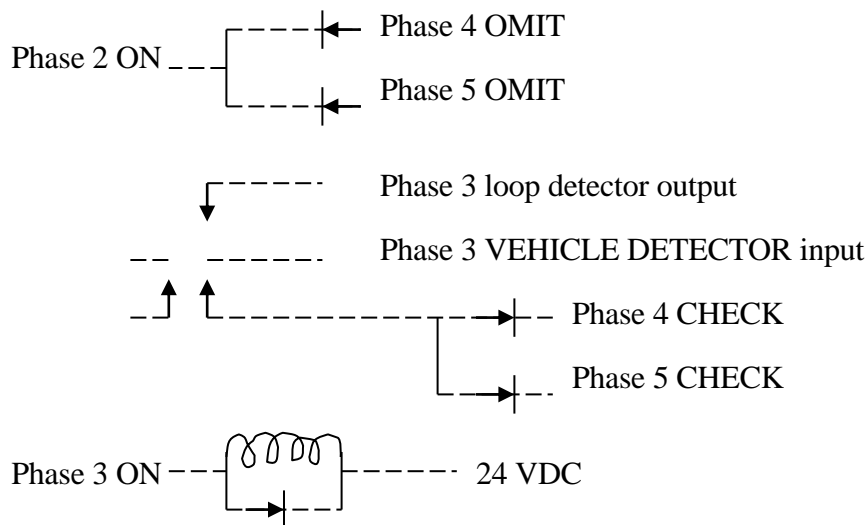 Phase 4 OMIT
Phase 2 ON
Phase 5 OMIT
Phase 3 loop detector output
Phase 3 VEHICLE DETECTOR input
Phase 4 CHECK
Phase 5 CHECK
Phase 3 ON
24 VDC